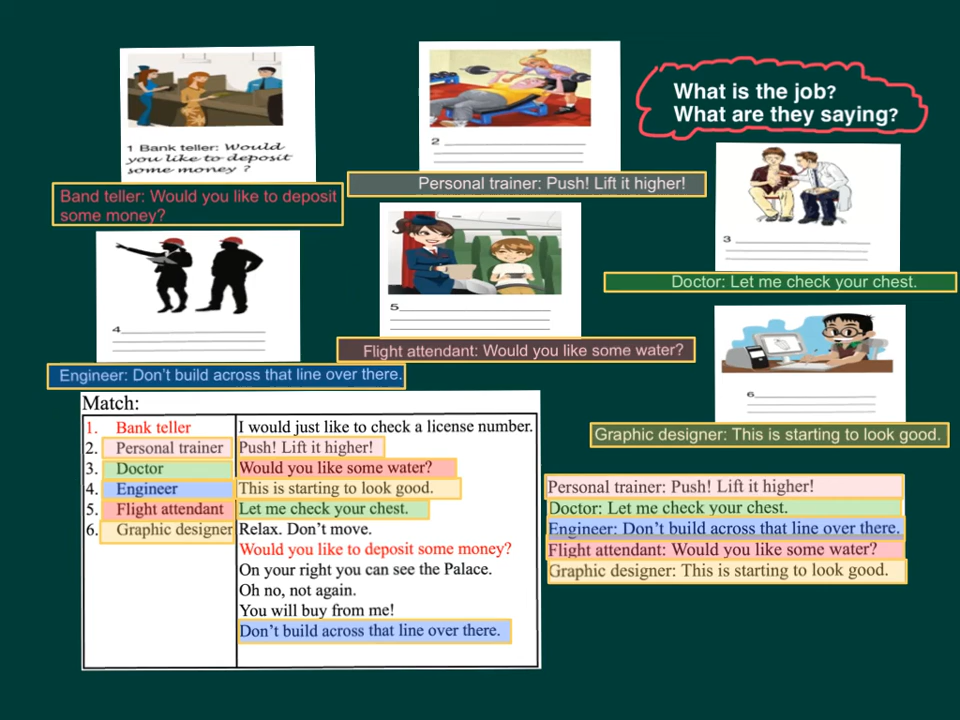 What is the job?
What are they saying?
1 Bank teller: Would
you like to deposit
some money ?
Band teller: Would you like to deposit
some money?
2
Personal trainer: Push! Lift it higher!
3
Doctor: Let me check your chest.
4
Engineer: Don't build across that line over there.
5
Flight attendant: Would you like some water?
6
Graphic designer: This is starting to look good.
Match:
1. Bank teller
2. Personal trainer
3. Doctor
4. Engineer
5. Flight attendant
6. Graphic designer
I would just like to check a license number.
Push! Lift it higher!
Would you like some water?
This is starting to look good.
Let me check your chest.
Relax. Don't move.
Would you like to deposit some money?
On your right you can see the Palace.
Oh no, not again.
You will buy from me!
Don't build across that line over there.
Personal trainer: Push! Lift it higher!
Doctor: Let me check your chest.
Engineer: Don't build across that line over there.
Flight attendant: Would you like some water?
Graphic designer: This is starting to look good.